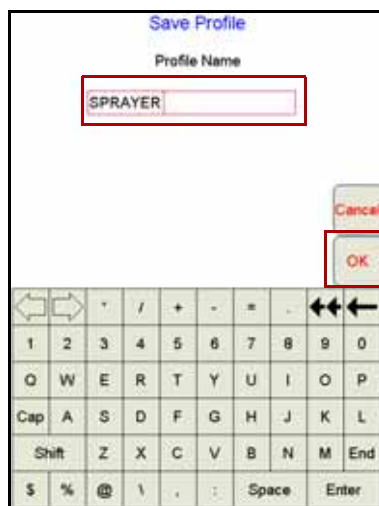 Save Profile
Profile Name
SPRAYER
Cancel
OK
* / + - = .
1 2 3 4 5 6 7 8 9 0
Q W E R T Y U I O P
Cap A S D F G H J K L
Shift Z X C V B N M End
$ % @ \ , : Space Enter